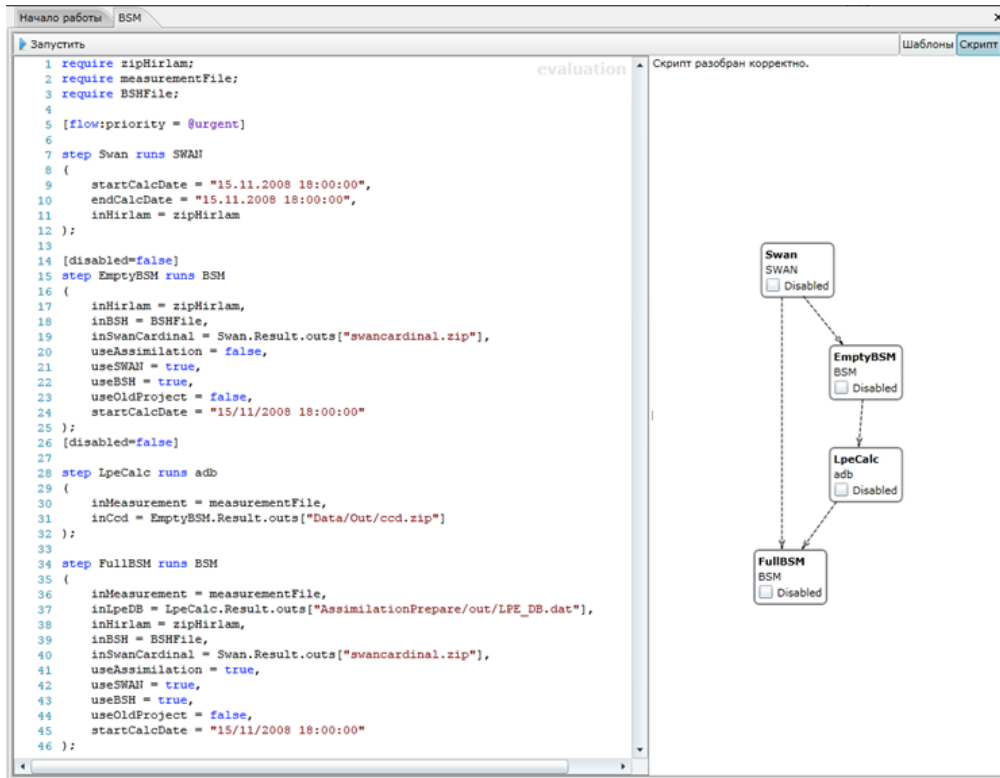 Начало работы BSM x
Запустить Шаблоны Скрипт
evaluation
1 require zipHirlam;
2 require measurementFile;
3 require BSHFile;
4
5 [flow:priority = @urgent]
6
7 step Swan runs SWAN
8 (
9 startCalcDate = "15.11.2008 18:00:00",
10 endCalcDate = "15.11.2008 18:00:00",
11 inHirlam = zipHirlam
12 );
13
14 [disabled=false]
15 step EmptyBSM runs BSM
16 (
17 inHirlam = zipHirlam,
18 inBSH = BSHFile,
19 inSwanCardinal = Swan.Result.outs["swancardinal.zip"],
20 useAssimilation = false,
21 useSWAN = true,
22 useBSH = true,
23 useOldProject = false,
24 startCalcDate = "15/11/2008 18:00:00"
25 );
26 [disabled=false]
27
28 step LpeCalc runs adb
29 (
30 inMeasurement = measurementFile,
31 inCcd = EmptyBSM.Result.outs["Data/Out/ccd.zip"]
32 );
33
34 step FullBSM runs BSM
35 (
36 inMeasurement = measurementFile,
37 inLpeDB = LpeCalc.Result.outs["AssimilationPrepare/out/LPE_DB.dat"],
38 inHirlam = zipHirlam,
39 inBSH = BSHFile,
40 inSwanCardinal = Swan.Result.outs["swancardinal.zip"],
41 useAssimilation = true,
42 useSWAN = true,
43 useBSH = true,
44 useOldProject = false,
45 startCalcDate = "15/11/2008 18:00:00"
46 );
Скрипт разобран корректно.
Swan
SWAN
Disabled
EmptyBSM
BSM
Disabled
LpeCalc
adb
Disabled
FullBSM
BSM
Disabled